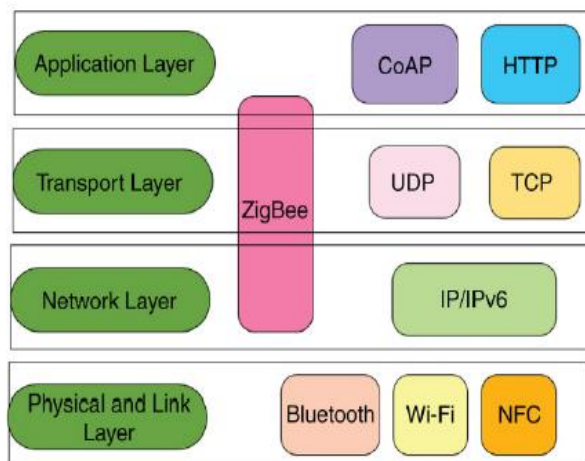 Application Layer
CoAP
HTTP
Transport Layer
ZigBee
UDP
TCP
Network Layer
IP/IPv6
Physical and Link
Layer
Bluetooth
Wi-Fi
NFC